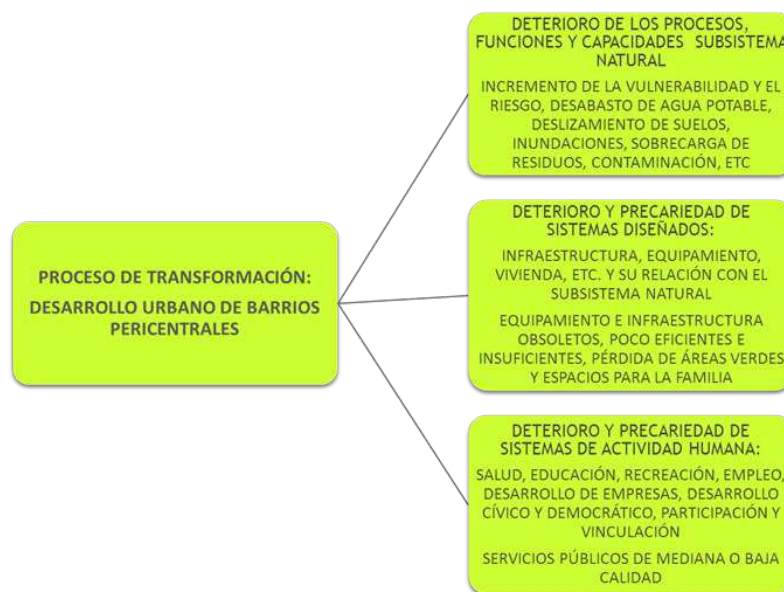 PROCESO DE TRANSFORMACIÓN:
DESARROLLO URBANO DE BARRIOS
PERICENTRALES
DETERIORO DE LOS PROCESOS,
FUNCIONES Y CAPACIDADES SUBSISTEMA
NATURAL
INCREMENTO DE LA VULNERABILIDAD Y EL
RIESGO, DESABASTO DE AGUA POTABLE,
DESLIZAMIENTO DE SUELOS,
INUNDACIONES, SOBRECARGA DE
RESIDUOS, CONTAMINACIÓN, ETC
DETERIORO Y PRECARIEDAD DE
SISTEMAS DISEÑADOS:
INFRAESTRUCTURA, EQUIPAMIENTO,
VIVIENDA, ETC. Y SU RELACIÓN CON EL
SUBSISTEMA NATURAL
EQUIPAMIENTO E INFRAESTRUCTURA
OBSOLETOS, POCO EFICIENTES E
INSUFICIENTES, PÉRDIDA DE ÁREAS VERDES
Y ESPACIOS PARA LA FAMILIA
DETERIORO Y PRECARIEDAD DE
SISTEMAS DE ACTIVIDAD HUMANA:
SALUD, EDUCACIÓN, RECREACIÓN, EMPLEO,
DESARROLLO DE EMPRESAS, DESARROLLO
CÍVICO Y DEMOCRÁTICO, PARTICIPACIÓN Y
VINCULACIÓN
SERVICIOS PÚBLICOS DE MEDIANA O BAJA
CALIDAD